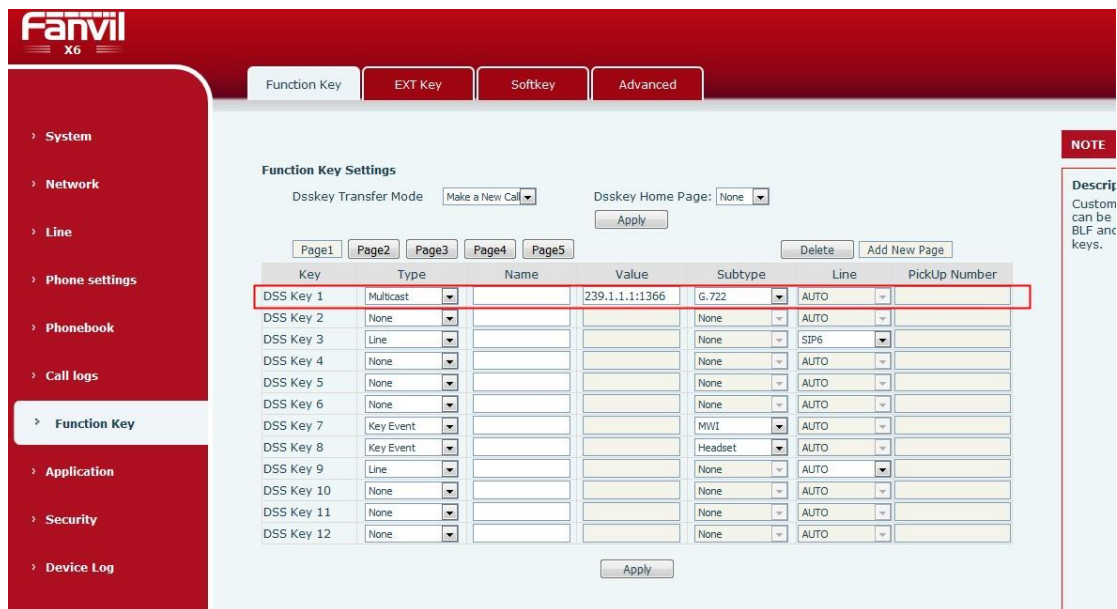 Fanvil
X6
Function Key EXT Key Softkey Advanced
› System
› Network
› Line
› Phone settings
› Phonebook
› Call logs
› Function Key
› Application
› Security
› Device Log
Function Key Settings
Dsskey Transfer Mode Make a New Call Dsskey Home Page: None
Apply
Page1 Page2 Page3 Page4 Page5 Delete Add New Page
Key Type Name Value Subtype Line PickUp Number
DSS Key 1 Multicast 239.1.1.1:1366 G.722 AUTO
DSS Key 2 None None AUTO
DSS Key 3 Line None SIP6
DSS Key 4 None None AUTO
DSS Key 5 None None AUTO
DSS Key 6 None None AUTO
DSS Key 7 Key Event MWI AUTO
DSS Key 8 Key Event Headset AUTO
DSS Key 9 Line None AUTO
DSS Key 10 None None AUTO
DSS Key 11 None None AUTO
DSS Key 12 None None AUTO
Apply
NOTE
Descrip
Custom
can be
BLF and
keys.